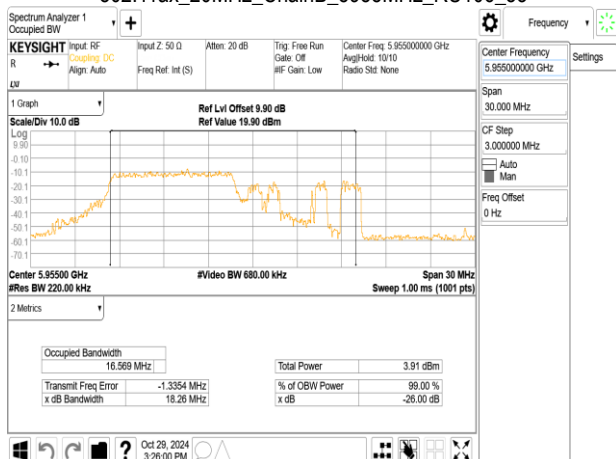 Spectrum Analyzer 1
Occupied BW
Frequency
KEYSIGHT
Input: RF
Coupling: DC
Align: Auto
Input Z: 50 Ω
Freq Ref: Int (S)
Atten: 20 dB
Trig: Free Run
Gate: Off
#IF Gain: Low
Center Freq: 5.955000000 GHz
Avg|Hold: 10/10
Radio Std: None
R
LXI
Center Frequency
5.955000000 GHz
Settings
Span
30.000 MHz
CF Step
3.000000 MHz
Auto
Man
Freq Offset
0 Hz
1 Graph
Scale/Div 10.0 dB
Ref Lvl Offset 9.90 dB
Ref Value 19.90 dBm
Log
9.90
-0.10
-10.1
-20.1
-30.1
-40.1
-50.1
-60.1
-70.1
Center 5.95500 GHz
#Video BW 680.00 kHz
Span 30 MHz
#Res BW 220.00 kHz
Sweep 1.00 ms (1001 pts)
2 Metrics
Occupied Bandwidth
16.569 MHz
Total Power
3.91 dBm
Transmit Freq Error
-1.3354 MHz
% of OBW Power
99.00 %
x dB Bandwidth
18.26 MHz
x dB
-26.00 dB
Oct 29, 2024
3:26:00 PM